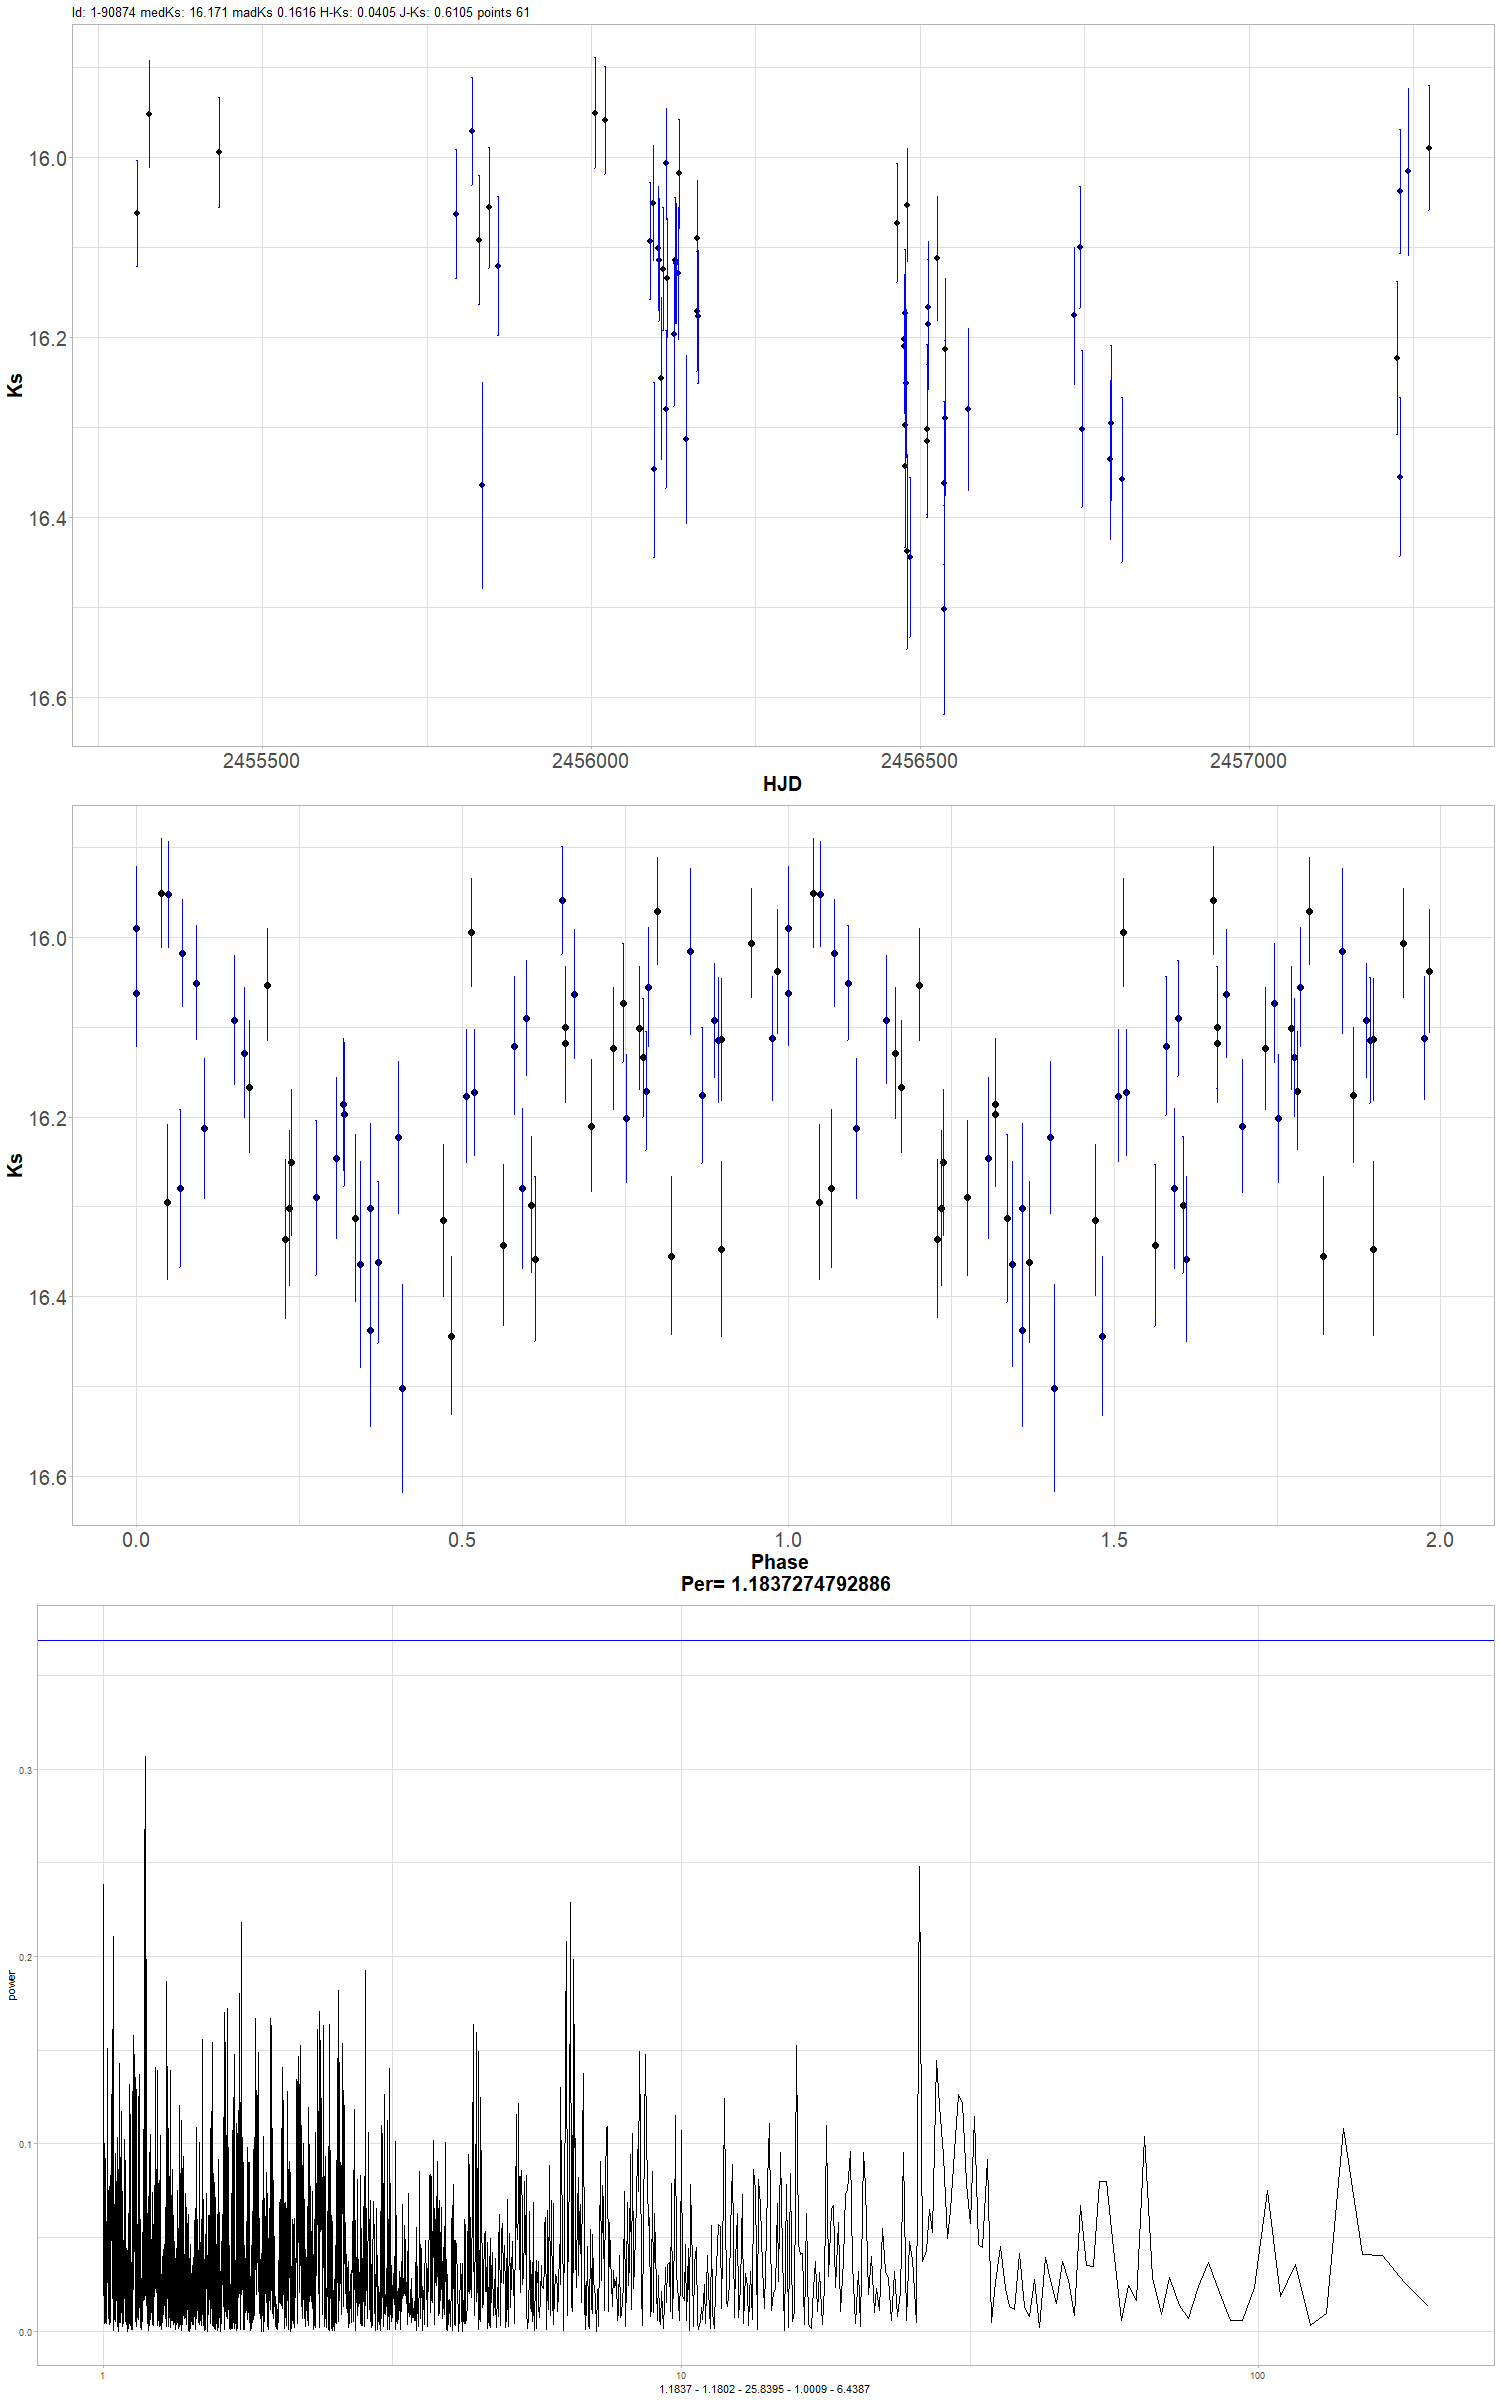 Id: 1-90874 medKs: 16.171 madKs 0.1616 H-Ks: 0.0405 J-Ks: 0.6105 points 61
16.0
16.2
16.4
16.6
Ks
2455500 2456000 2456500 2457000
HJD
16.0
16.2
16.4
16.6
Ks
0.0 0.5 1.0 1.5 2.0
Phase
Per= 1.1837274792886
0.3
0.2
0.1
0.0
power
1 10 100
1.1837 - 1.1802 - 25.8395 - 1.0009 - 6.4387